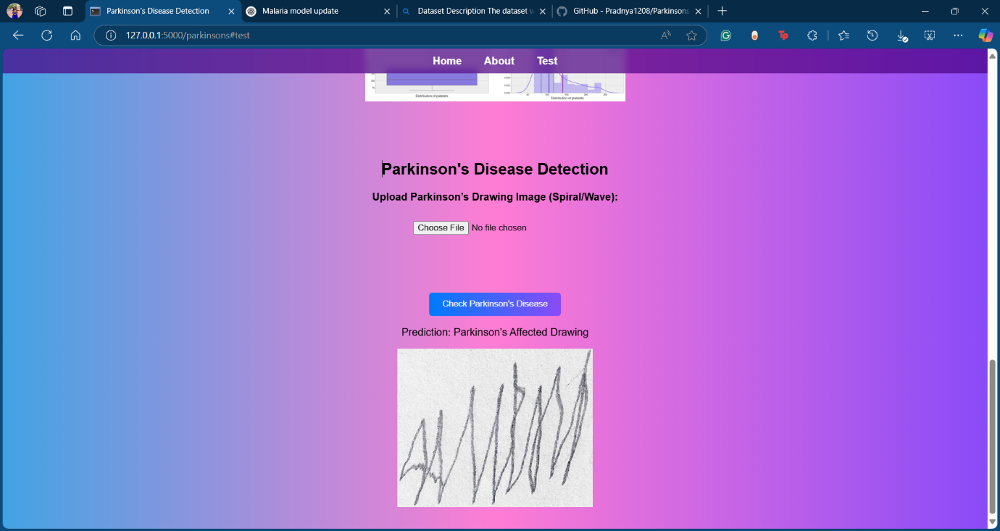 Parkinson's Disease Detection
Malaria model update
Dataset Description The dataset w
GitHub - Pradnya1208/Parkinsons
127.0.0.1:5000/parkinsons#test
Home About Test
Distribution of platelets
Distribution of platelets
Parkinson's Disease Detection
Upload Parkinson's Drawing Image (Spiral/Wave):
Choose File No file chosen
Check Parkinson's Disease
Prediction: Parkinson's Affected Drawing